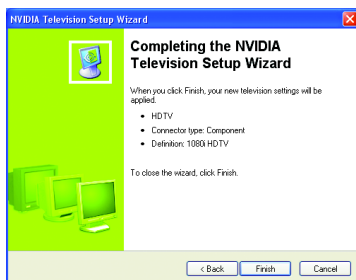 NVIDIA Television Setup Wizard
Completing the NVIDIA
Television Setup Wizard
When you click Finish, your new television settings will be
applied.
• HDTV
• Connector type: Component
• Definition: 1080i HDTV
To close the wizard, click Finish.
< Back
Finish
Cancel